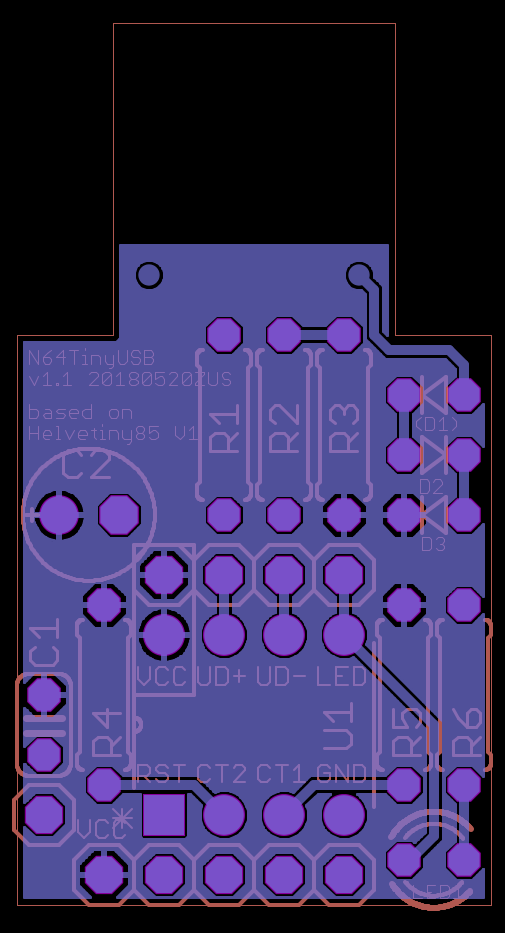 N64TinyUSB
v1.1 20180520ZUS
based on
Helvetiny85 V1
R1
R2
R3
(D1)
D2
D3
C2
+
C1
VCC UD+ UD- LED
R4
U1
R5
R6
RST CT2 CT1 GND
VCC
LED1